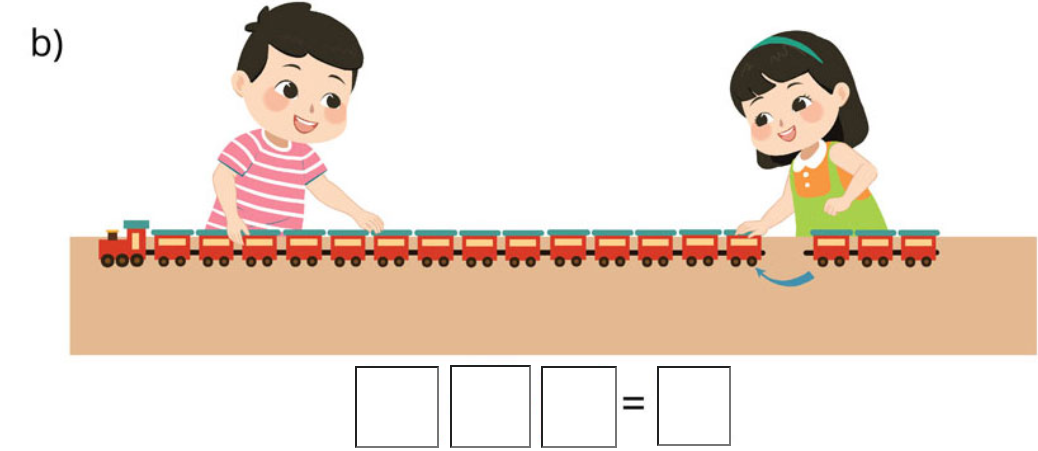 b)
=